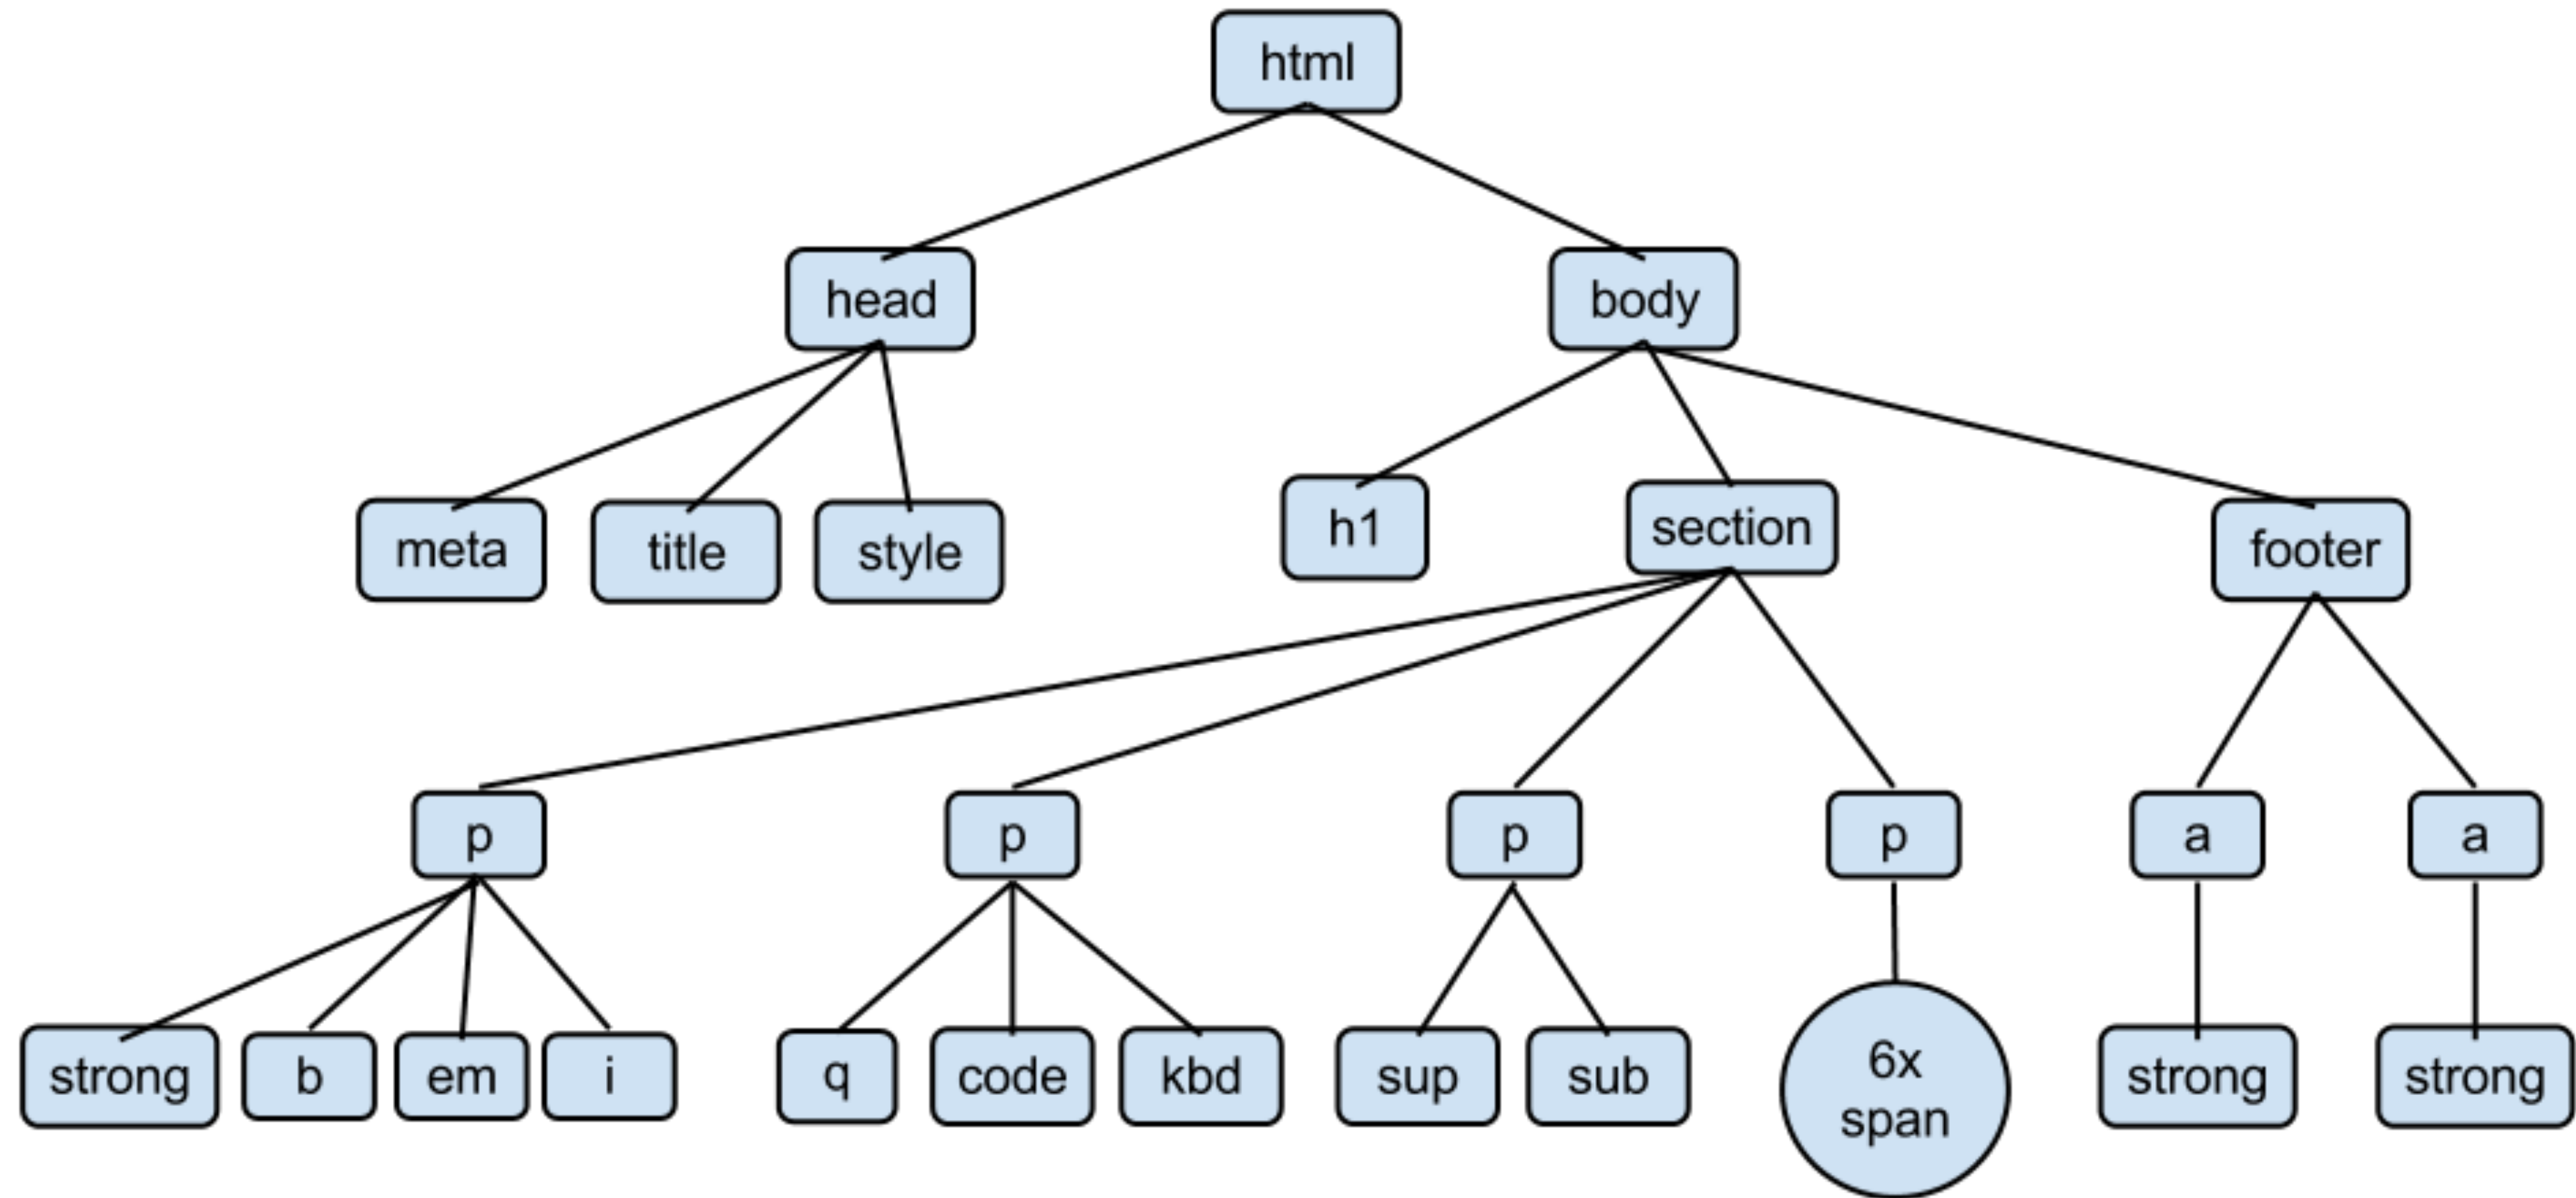 html
head
body
meta
title
style
h1
section
footer
p
p
p
p
a
a
strong
b
em
i
q
code
kbd
sup
sub
6x
span
strong
strong